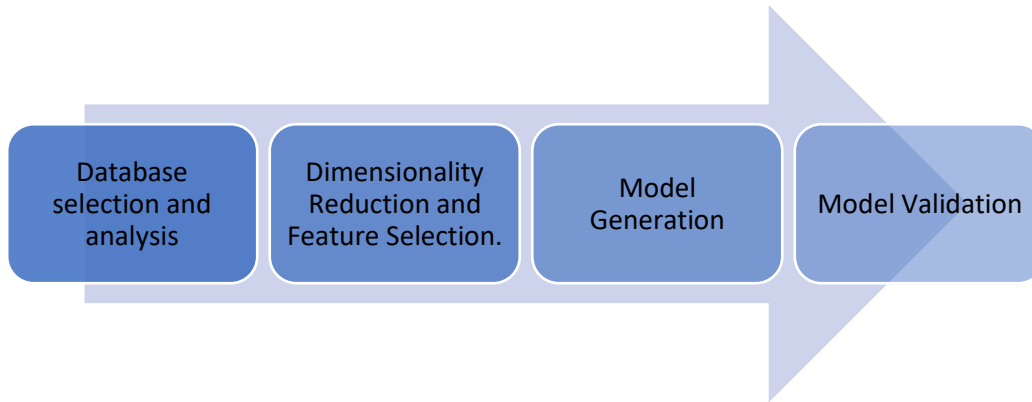 Database
selection and
analysis
Dimensionality
Reduction and
Feature Selection.
Model
Generation
Model Validation